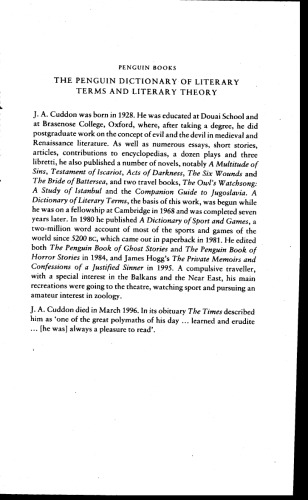 PENGUIN BOOKS
THE PENGUIN DICTIONARY OF LITERARY
TERMS AND LITERARY THEORY
J. A. Cuddon was born in 1928. He was educated at Douai School and
at Brasenose College, Oxford, where, after taking a degree, he did
postgraduate work on the concept of evil and the devil in medieval and
Renaissance literature. As well as numerous essays, short stories,
articles, contributions to encyclopedias, a dozen plays and three
libretti, he also published a number of novels, notably A Multitude of
Sins, Testament of Iscariot, Acts of Darkness, The Six Wounds and
The Bride of Battersea, and two travel books, The Owl's Watchsong:
A Study of Istanbul and the Companion Guide to Jugoslavia. A
Dictionary of Literary Terms, the basis of this work, was begun while
he was on a fellowship at Cambridge in 1968 and was completed seven
years later. In 1980 he published A Dictionary of Sport and Games, a
two-million word account of most of the sports and games of the
world since 5200 BC, which came out in paperback in 1981. He edited
both The Penguin Book of Ghost Stories and The Penguin Book of
Horror Stories in 1984, and James Hogg's The Private Memoirs and
Confessions of a Justified Sinner in 1995. A compulsive traveller,
with a special interest in the Balkans and the Near East, his main
recreations were going to the theatre, watching sport and pursuing an
amateur interest in zoology.
J. A. Cuddon died in March 1996. In its obituary The Times described
him as 'one of the great polymaths of his day ... learned and erudite
... [he was] always a pleasure to read'.